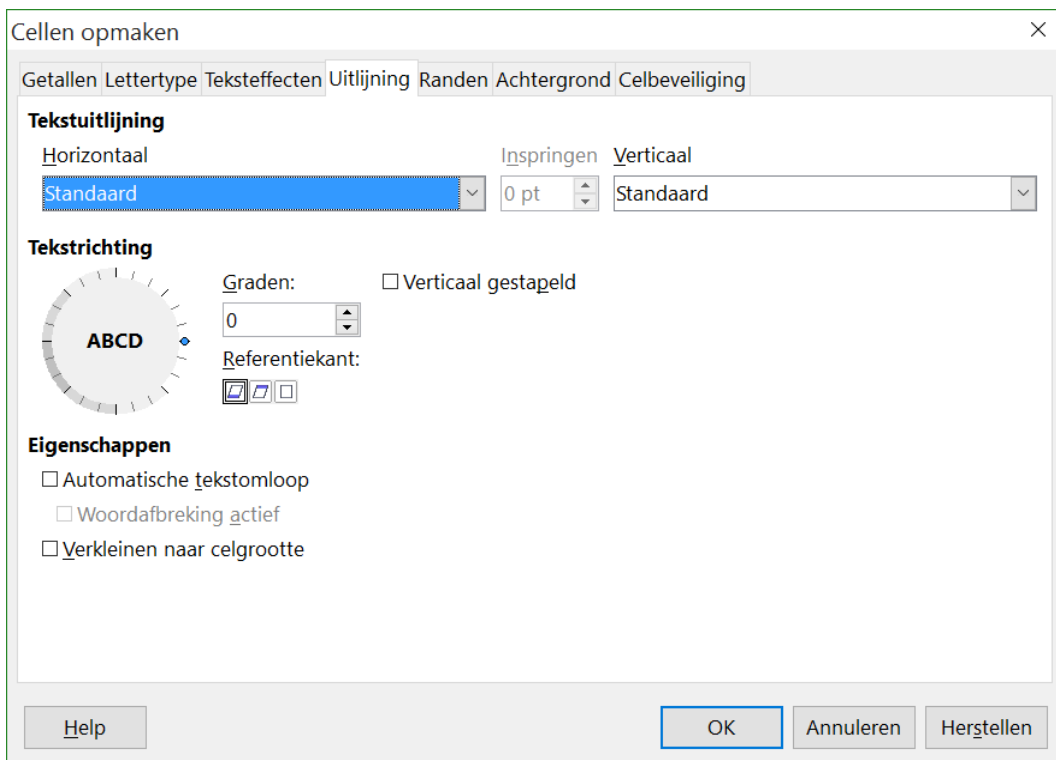 Cellen opmaken
Getallen Lettertype Teksteffecten Uitlijning Randen Achtergrond Celbeveiliging
Tekstuitlijning
Horizontaal Inspringen Verticaal
Standaard 0 pt Standaard
Tekstrichting
Graden: Verticaal gestapeld
0
ABCD
Referentiekant:
Eigenschappen
Automatische tekstomloop
Woordafbreking actief
Verkleinen naar celgrootte
Help OK Annuleren Herstellen